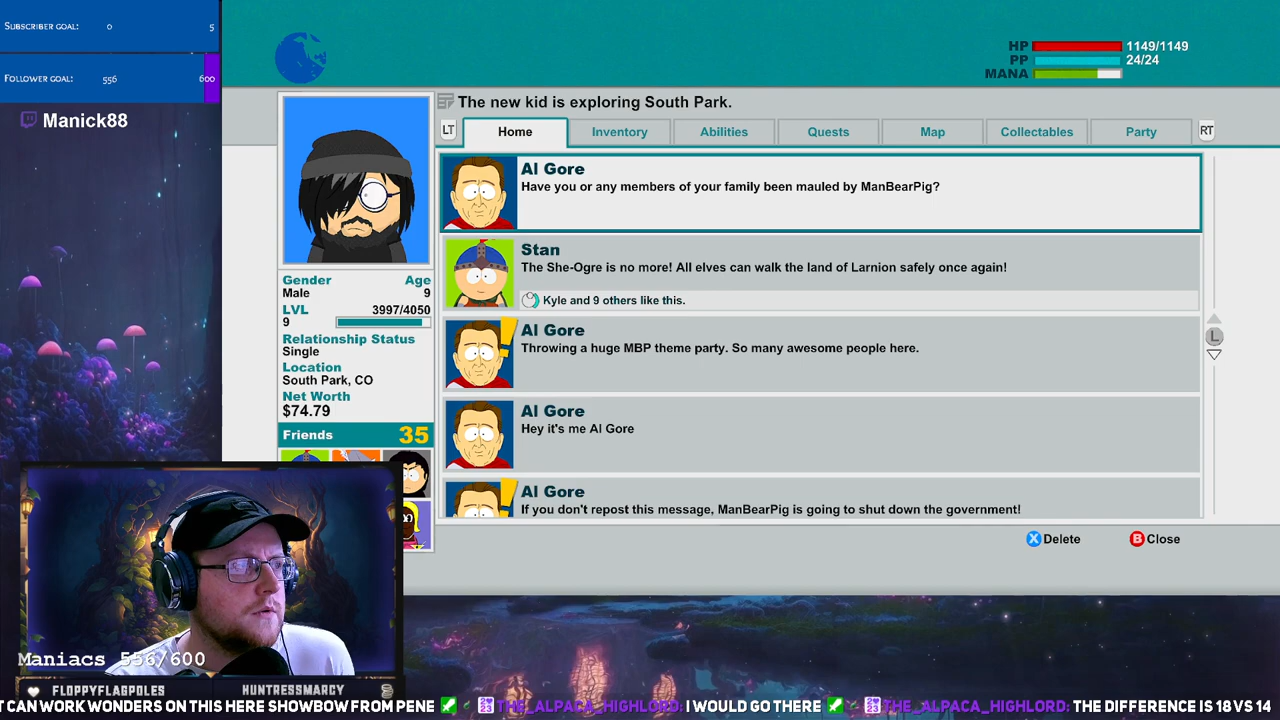 SUBSCRIBER GOAL: 0 5
FOLLOWER GOAL: 556 600
Manick88
HP 1149/1149
PP 24/24
MANA
The new kid is exploring South Park.
LT Home Inventory Abilities Quests Map Collectables Party RT
Gender Age
Male 9
LVL 3997/4050
9
Relationship Status
Single
Location
South Park, CO
Net Worth
$74.79
Friends 35
Al Gore
Have you or any members of your family been mauled by ManBearPig?
Stan
The She-Ogre is no more! All elves can walk the land of Larnion safely once again!
Kyle and 9 others like this.
Al Gore
Throwing a huge MBP theme party. So many awesome people here.
L
Al Gore
Hey it's me Al Gore
Al Gore
If you don't repost this message, ManBearPig is going to shut down the government!
X Delete B Close
Maniacs 556/600
FLOPPYFLAGPOLES HUNTRESSMARCY
T CAN WORK WONDERS ON THIS HERE SHOWBOW FROM PENE THE_ALPACA_HIGHLORD: I WOULD GO THERE THE_ALPACA_HIGHLORD: THE DIFFERENCE IS 18 VS 14